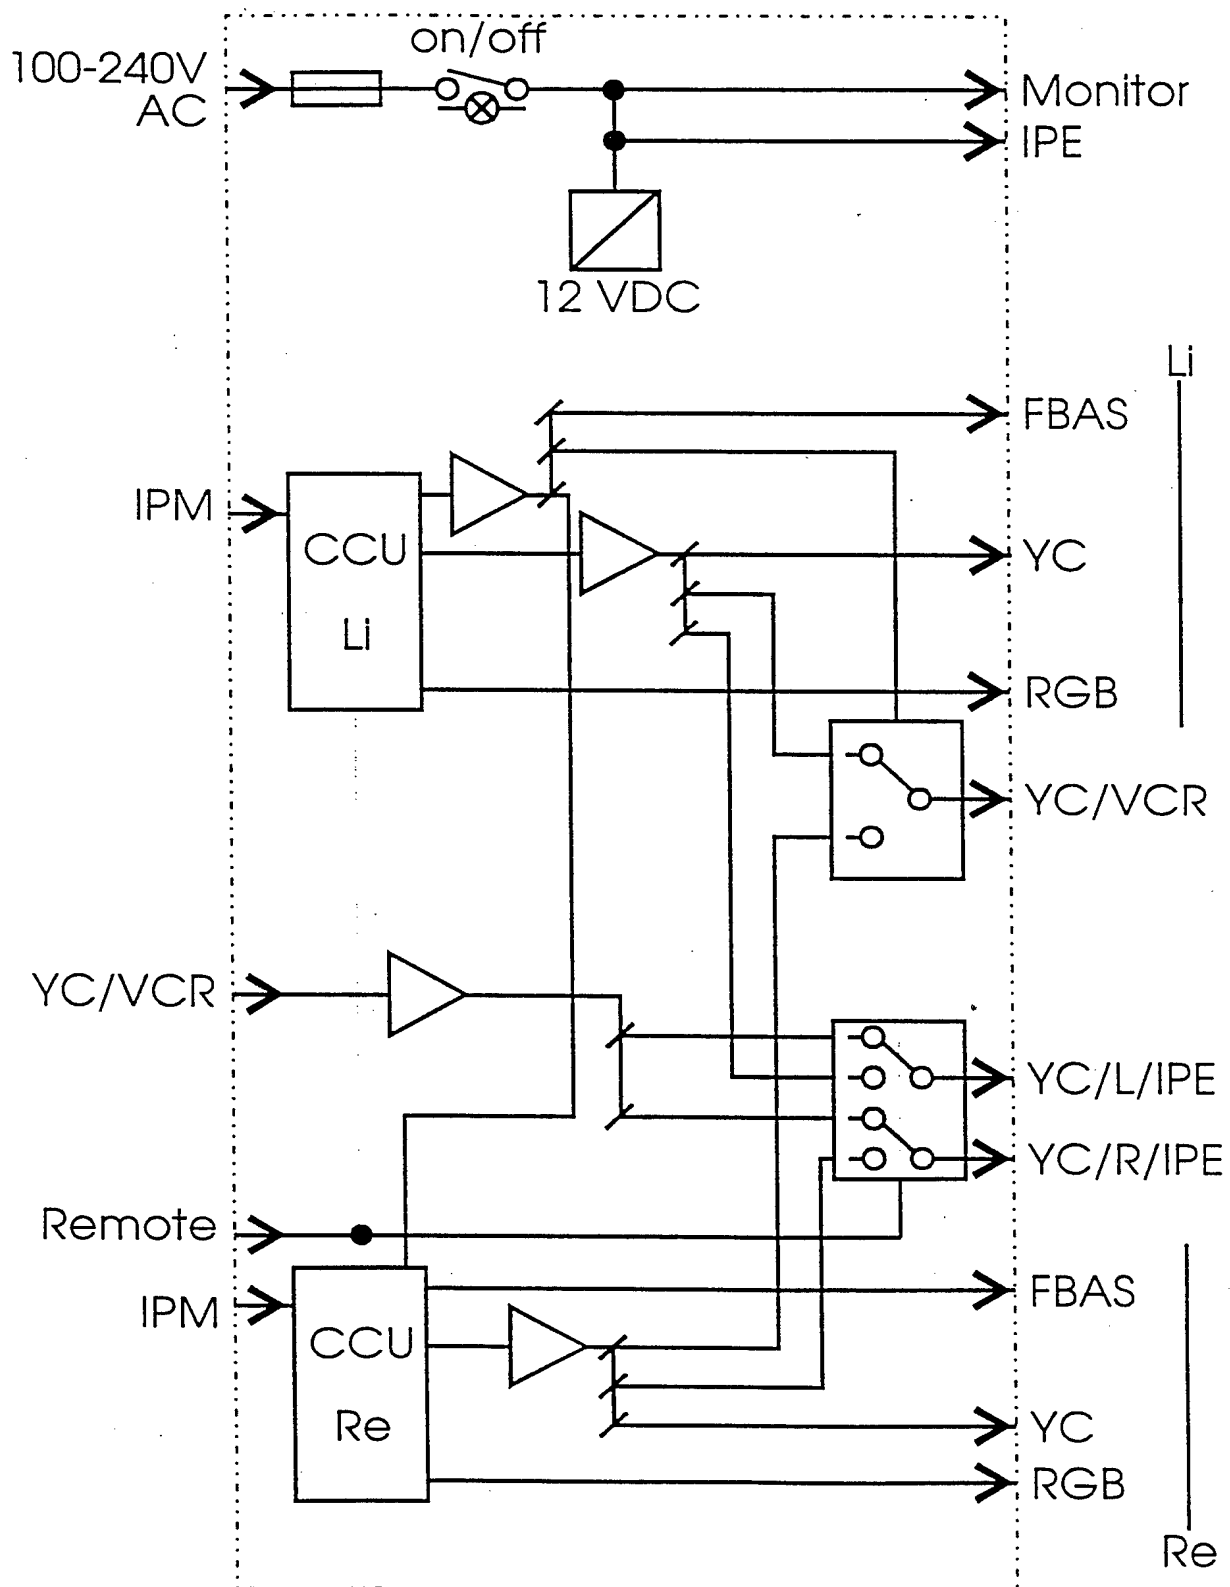 on/off
100-240V
AC
Monitor
IPE
12 VDC
Li
FBAS
IPM
CCU
Li
YC
RGB
YC/VCR
YC/VCR
YC/L/IPE
YC/R/IPE
Remote
IPM
CCU
Re
FBAS
YC
RGB
Re